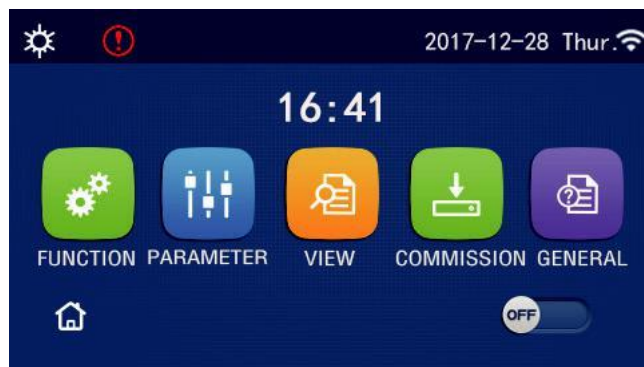 2017-12-28 Thur.
16:41
FUNCTION PARAMETER VIEW COMMISSION GENERAL
OFF